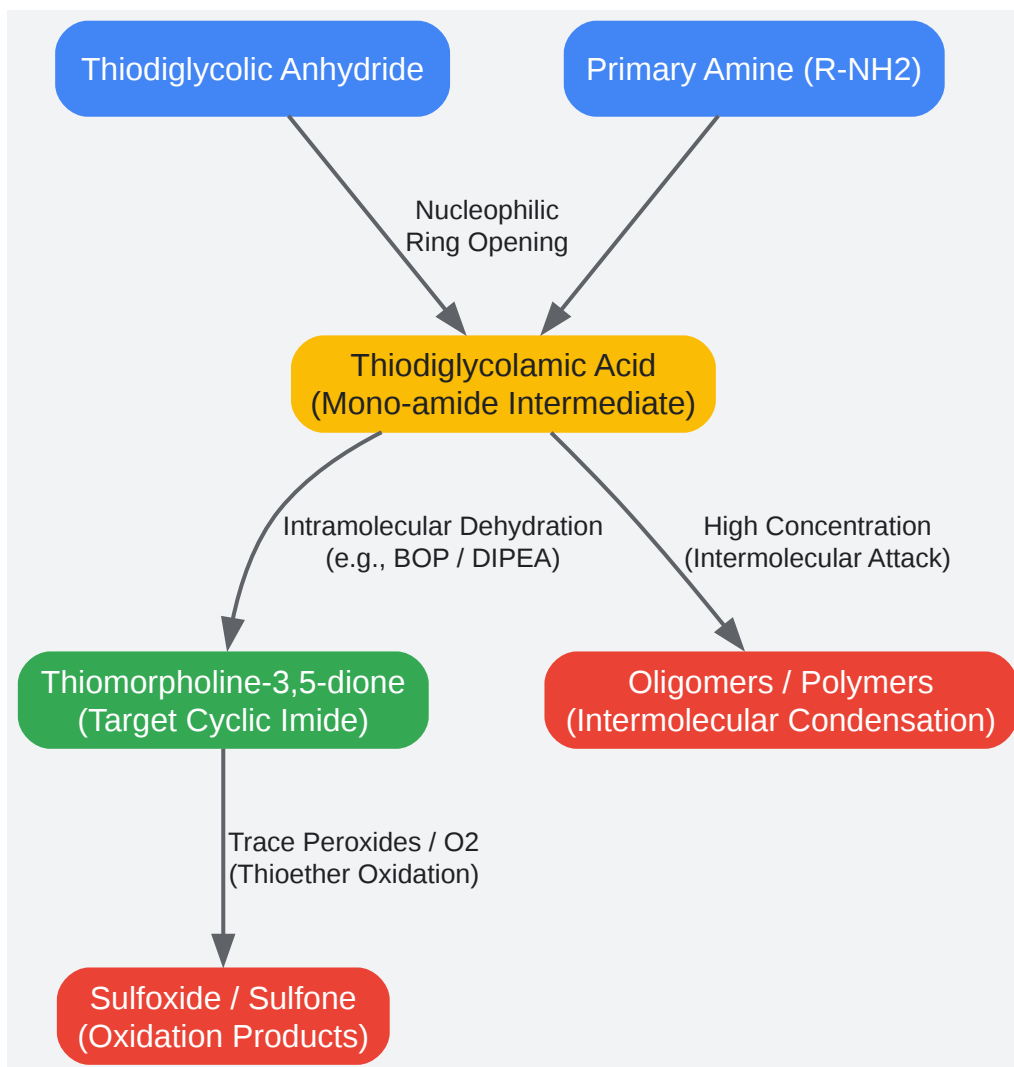 Thiodiglycolic Anhydride
Primary Amine (R-NH2)
Nucleophilic
Ring Opening
Thiodiglycolamic Acid
(Mono-amide Intermediate)
Intramolecular Dehydration
(e.g., BOP / DIPEA)
High Concentration
(Intermolecular Attack)
Thiomorpholine-3,5-dione
(Target Cyclic Imide)
Oligomers / Polymers
(Intermolecular Condensation)
Trace Peroxides / O2
(Thioether Oxidation)
Sulfoxide / Sulfone
(Oxidation Products)